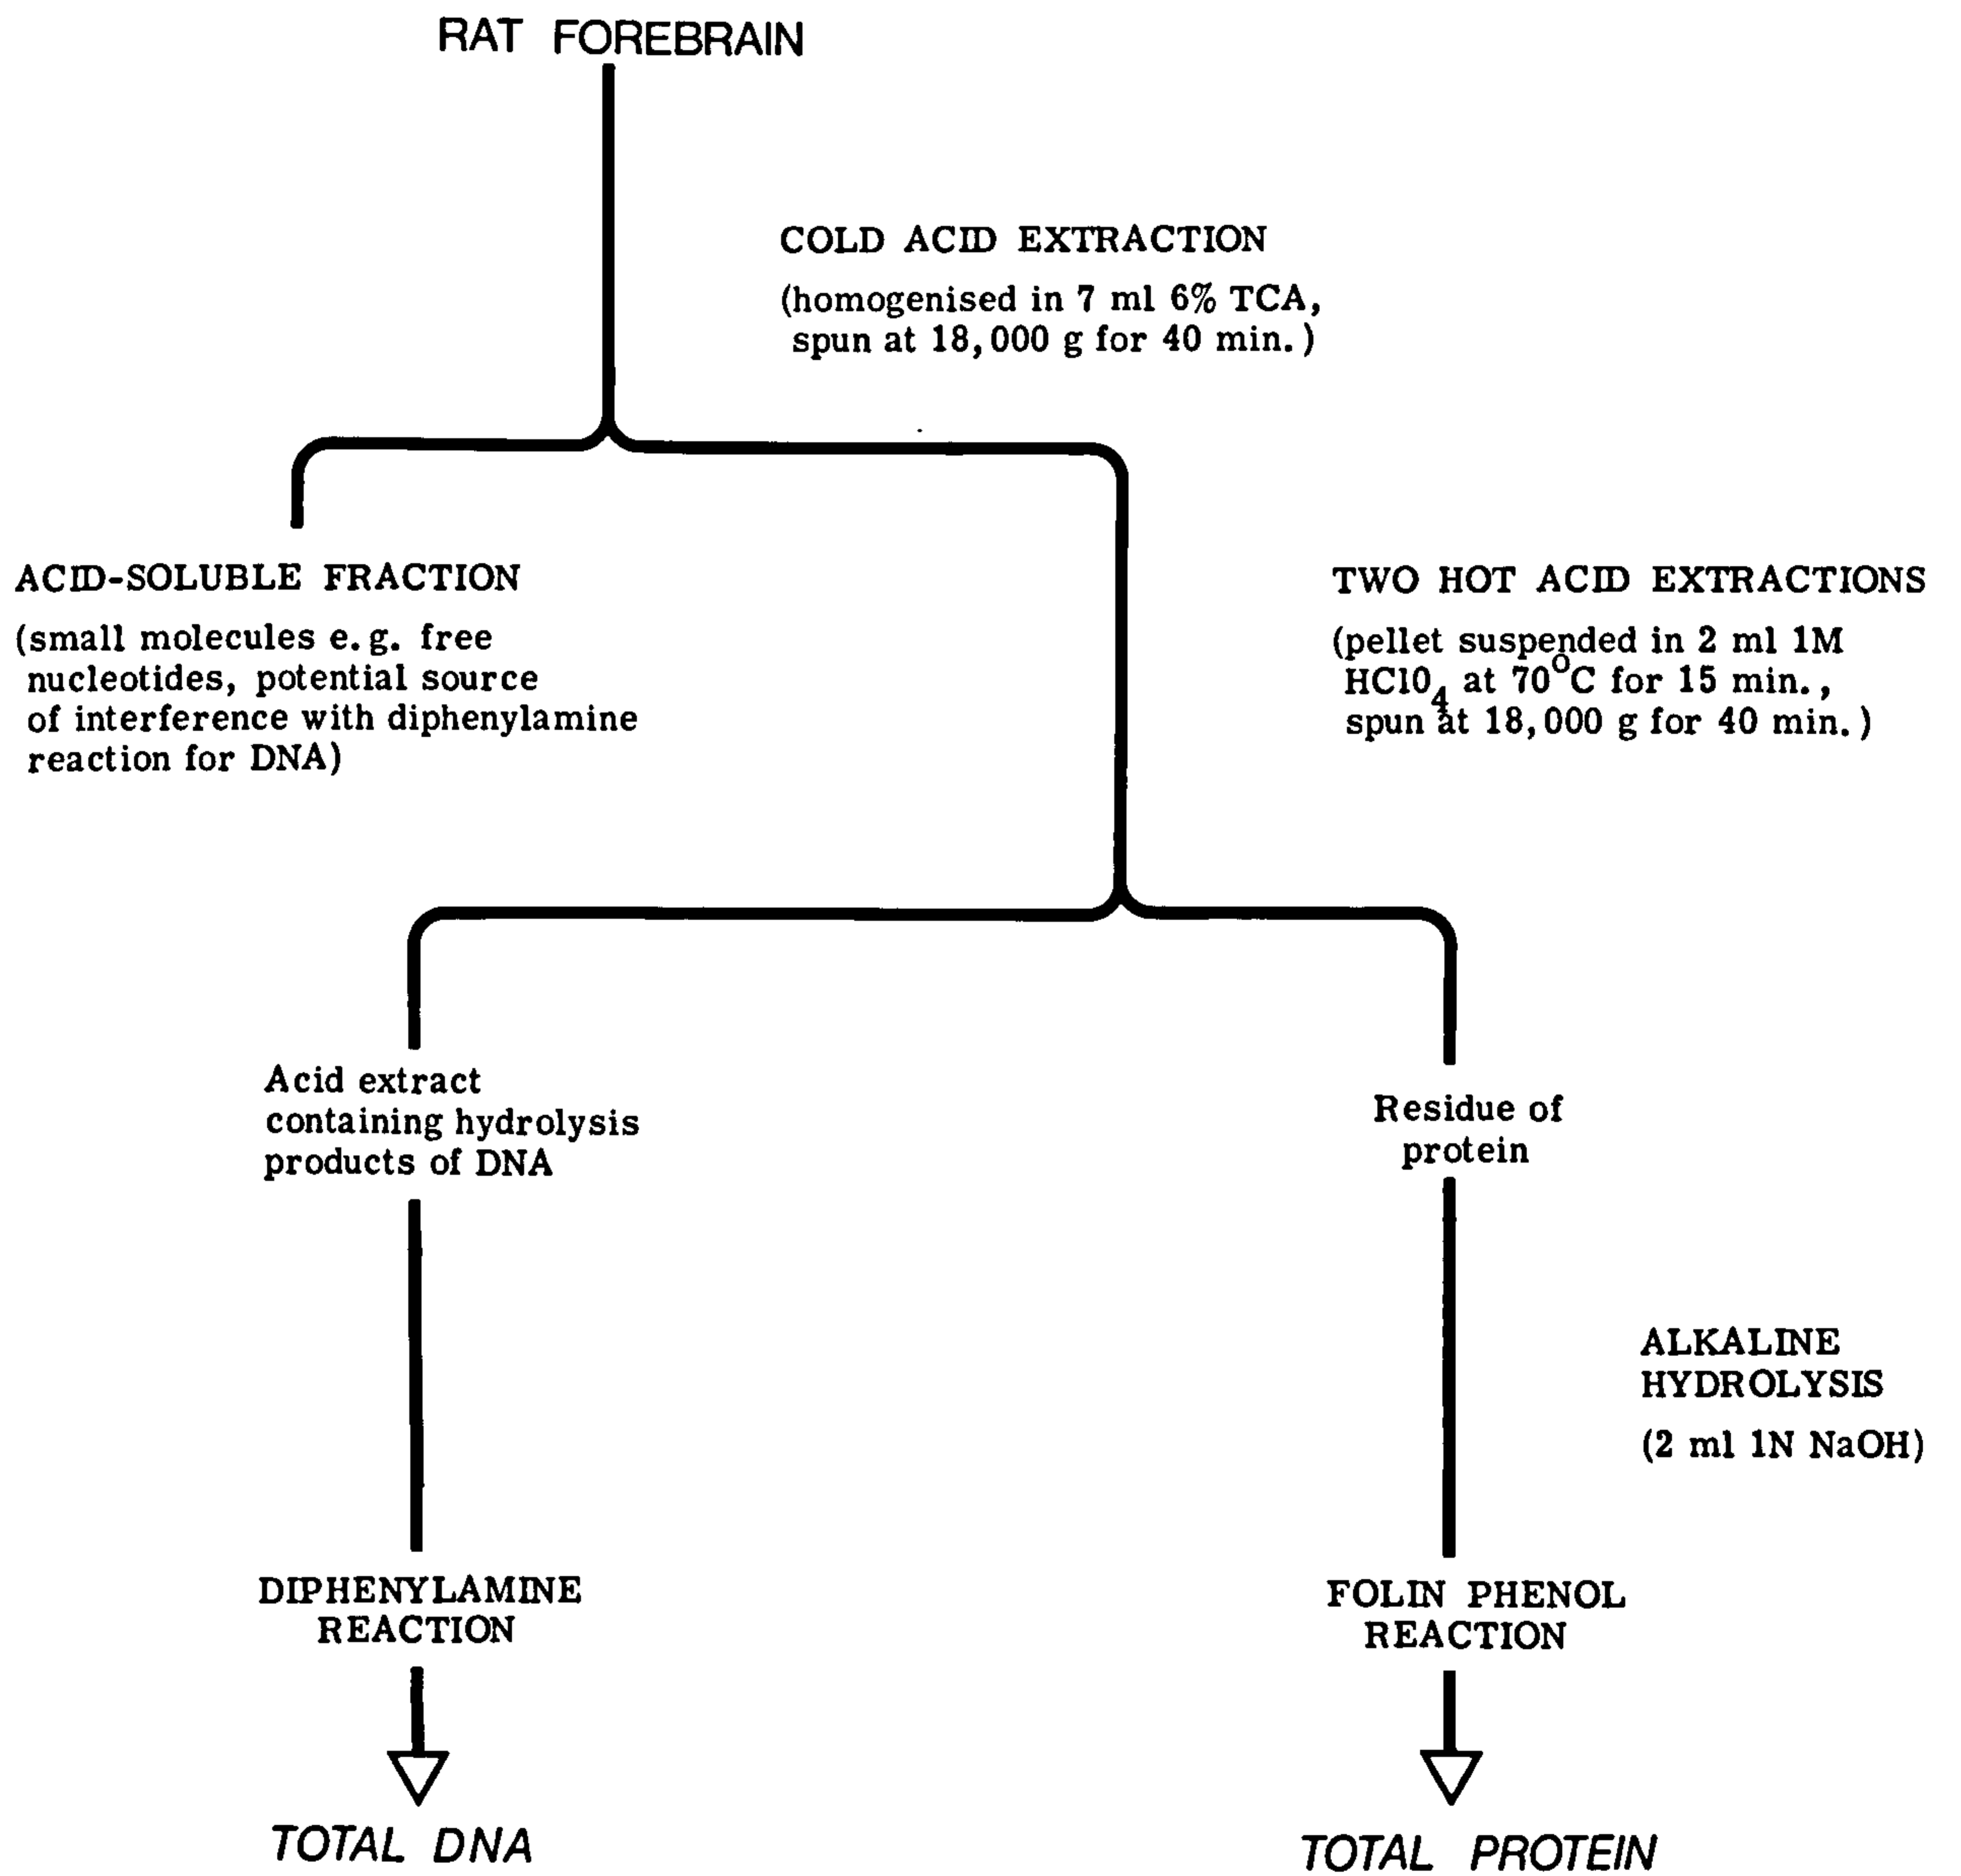 RAT FOREBRAIN
COLD ACID EXTRACTION
(homogenised in 7 ml 6% TCA,
spun at 18,000 g for 40 min.)
ACID-SOLUBLE FRACTION
(small molecules e.g. free
nucleotides, potential source
of interference with diphenylamine
reaction for DNA)
TWO HOT ACID EXTRACTIONS
(pellet suspended in 2 ml 1M
HClO4 at 70°C for 15 min.,
spun at 18,000 g for 40 min.)
Acid extract
containing hydrolysis
products of DNA
Residue of
protein
ALKALINE
HYDROLYSIS
(2 ml 1N NaOH)
DIPHENYLAMINE
REACTION
FOLIN PHENOL
REACTION
TOTAL DNA
TOTAL PROTEIN